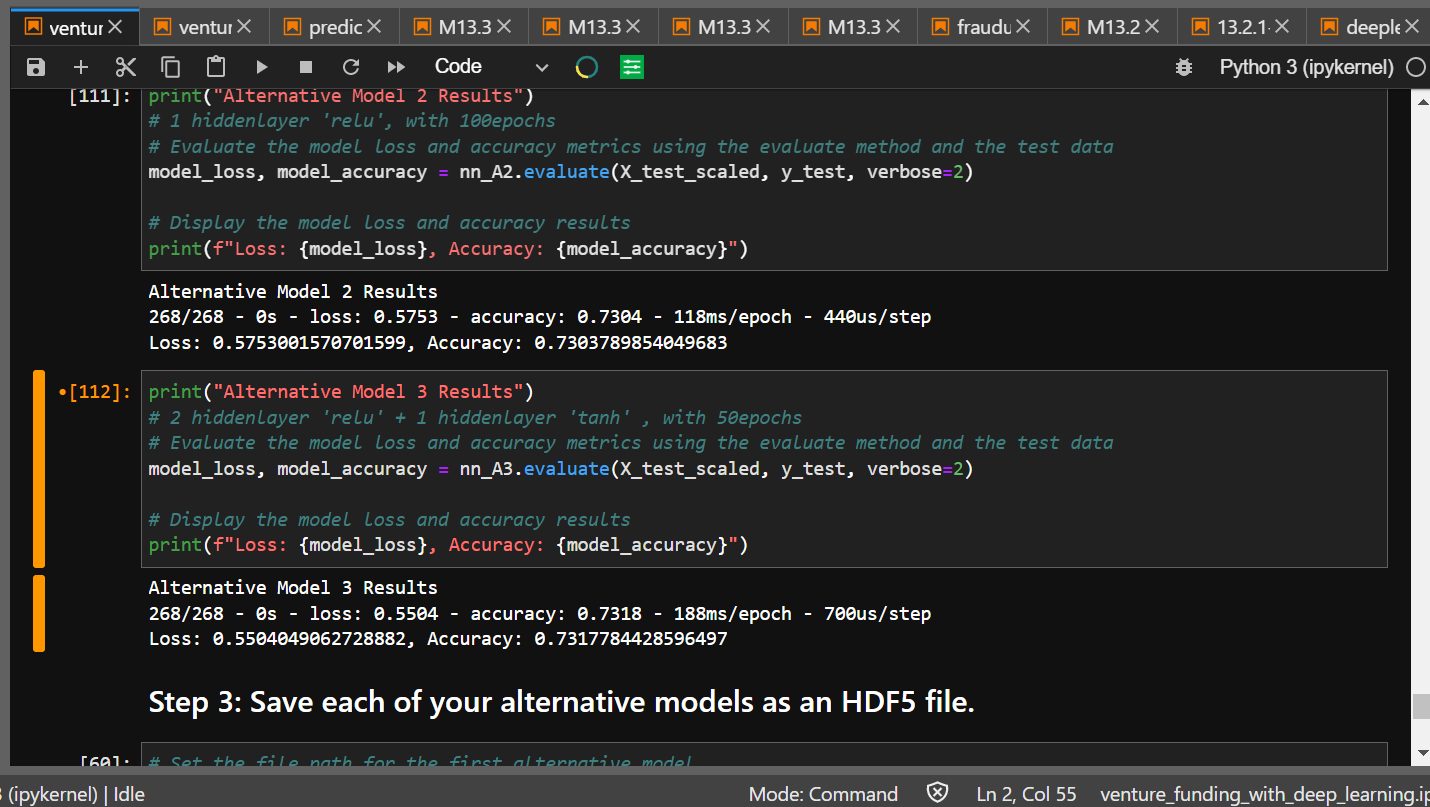 ventur
ventur
predic
M13.3
M13.3
M13.3
M13.3
fraudu
M13.2
13.2.1-
deeple
Code
Python 3 (ipykernel)
[111]:
print("Alternative Model 2 Results")
# 1 hiddenlayer 'relu', with 100epochs
# Evaluate the model loss and accuracy metrics using the evaluate method and the test data
model_loss, model_accuracy = nn_A2.evaluate(X_test_scaled, y_test, verbose=2)
# Display the model loss and accuracy results
print(f"Loss: {model_loss}, Accuracy: {model_accuracy}")
Alternative Model 2 Results
268/268 - 0s - loss: 0.5753 - accuracy: 0.7304 - 118ms/epoch - 440us/step
Loss: 0.5753001570701599, Accuracy: 0.7303789854049683
•[112]:
print("Alternative Model 3 Results")
# 2 hiddenlayer 'relu' + 1 hiddenlayer 'tanh' , with 50epochs
# Evaluate the model loss and accuracy metrics using the evaluate method and the test data
model_loss, model_accuracy = nn_A3.evaluate(X_test_scaled, y_test, verbose=2)
# Display the model loss and accuracy results
print(f"Loss: {model_loss}, Accuracy: {model_accuracy}")
Alternative Model 3 Results
268/268 - 0s - loss: 0.5504 - accuracy: 0.7318 - 188ms/epoch - 700us/step
Loss: 0.5504049062728882, Accuracy: 0.7317784428596497
Step 3: Save each of your alternative models as an HDF5 file.
[60]:
# Set the file path for the first alternative model
3 (ipykernel) | Idle
Mode: Command
Ln 2, Col 55
venture_funding_with_deep_learning.ip